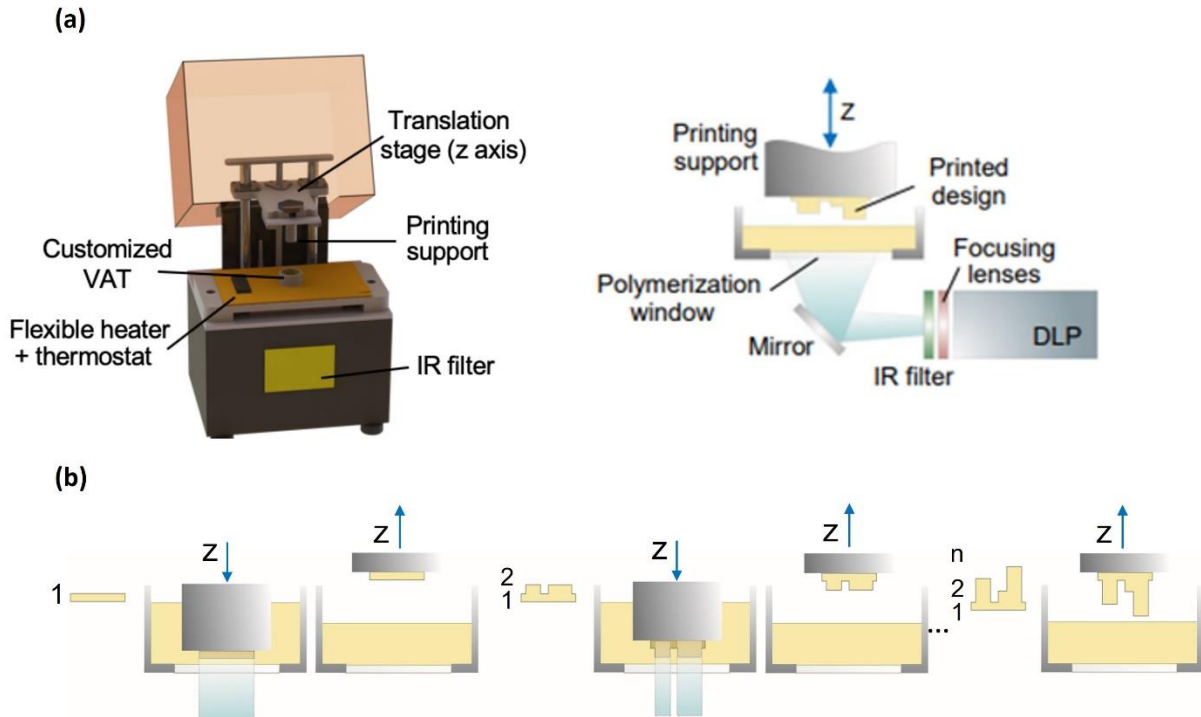 (a)
Translation
stage (z axis)
Customized
VAT
Printing
support
Flexible heater
+ thermostat
IR filter
z
Printing
support
Printed
design
Polymerization
window
Focusing
lenses
Mirror
DLP
IR filter
(b)
1
z
z
2
1
z
z
...
n
2
1
z